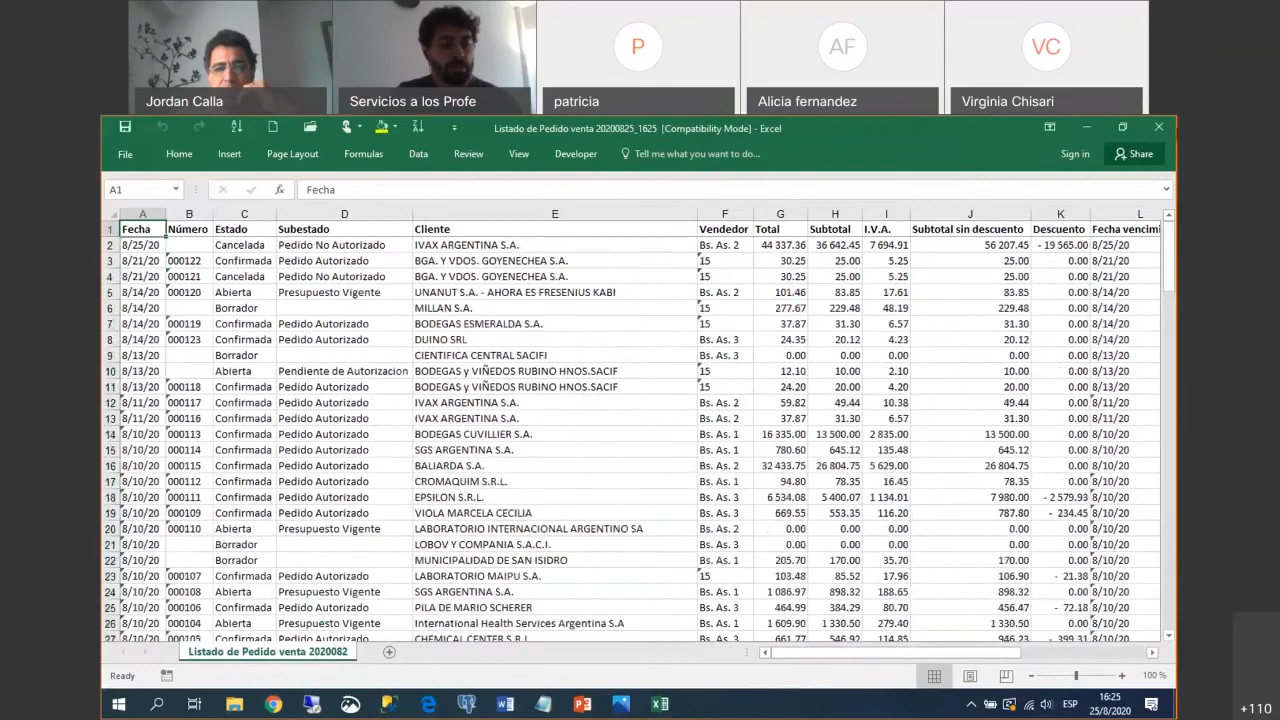 P
AF
VC
Jordan Calla
Servicios a los Profe
patricia
Alicia fernandez
Virginia Chisari
Listado de Pedido venta 20200825_1625 [Compatibility Mode] - Excel
File Home Insert Page Layout Formulas Data Review View Developer Tell me what you want to do... Sign in Share
A1 fx Fecha
A B C D E F G H I J K L
1 Fecha Número Estado Subestado Cliente Vendedor Total Subtotal I.V.A. Subtotal sin descuento Descuento Fecha vencimi
2 8/25/20 Cancelada Pedido No Autorizado IVAX ARGENTINA S.A. Bs. As. 2 44 337.36 36 642.45 7 694.91 56 207.45 - 19 565.00 8/25/20
3 8/21/20 000122 Confirmada Pedido Autorizado BGA. Y VDOS. GOYENECHEA S.A. 15 30.25 25.00 5.25 25.00 0.00 8/21/20
4 8/21/20 000121 Cancelada Pedido No Autorizado BGA. Y VDOS. GOYENECHEA S.A. 15 30.25 25.00 5.25 25.00 0.00 8/21/20
5 8/14/20 000120 Abierta Presupuesto Vigente UNANUT S.A. - AHORA ES FRESENIUS KABI Bs. As. 2 101.46 83.85 17.61 83.85 0.00 8/14/20
6 8/14/20 Borrador MILLAN S.A. 15 277.67 229.48 48.19 229.48 0.00 8/14/20
7 8/14/20 000119 Confirmada Pedido Autorizado BODEGAS ESMERALDA S.A. 15 37.87 31.30 6.57 31.30 0.00 8/14/20
8 8/14/20 000123 Confirmada Pedido Autorizado DUINO SRL Bs. As. 3 24.35 20.12 4.23 20.12 0.00 8/14/20
9 8/13/20 Borrador CIENTIFICA CENTRAL SACIFI Bs. As. 3 0.00 0.00 0.00 0.00 0.00 8/13/20
10 8/13/20 Abierta Pendiente de Autorizacion BODEGAS y VIÑEDOS RUBINO HNOS.SACIF 15 12.10 10.00 2.10 10.00 0.00 8/13/20
11 8/13/20 000118 Confirmada Pedido Autorizado BODEGAS y VIÑEDOS RUBINO HNOS.SACIF 15 24.20 20.00 4.20 20.00 0.00 8/13/20
12 8/11/20 000117 Confirmada Pedido Autorizado IVAX ARGENTINA S.A. Bs. As. 2 59.82 49.44 10.38 49.44 0.00 8/11/20
13 8/11/20 000116 Confirmada Pedido Autorizado IVAX ARGENTINA S.A. Bs. As. 2 37.87 31.30 6.57 31.30 0.00 8/11/20
14 8/10/20 000113 Confirmada Pedido Autorizado BODEGAS CUVILLIER S.A. Bs. As. 1 16 335.00 13 500.00 2 835.00 13 500.00 0.00 8/10/20
15 8/10/20 000114 Confirmada Pedido Autorizado SGS ARGENTINA S.A. Bs. As. 1 780.60 645.12 135.48 645.12 0.00 8/10/20
16 8/10/20 000115 Confirmada Pedido Autorizado BALIARDA S.A. Bs. As. 2 32 433.75 26 804.75 5 629.00 26 804.75 0.00 8/10/20
17 8/10/20 000112 Confirmada Pedido Autorizado CROMAQUIM S.R.L. Bs. As. 1 94.80 78.35 16.45 78.35 0.00 8/10/20
18 8/10/20 000111 Confirmada Pedido Autorizado EPSILON S.R.L. Bs. As. 3 6 534.08 5 400.07 1 134.01 7 980.00 - 2 579.93 8/10/20
19 8/10/20 000109 Confirmada Pedido Autorizado VIOLA MARCELA CECILIA Bs. As. 3 669.55 553.35 116.20 787.80 - 234.45 8/10/20
20 8/10/20 000110 Abierta Presupuesto Vigente LABORATORIO INTERNACIONAL ARGENTINO SA Bs. As. 2 0.00 0.00 0.00 0.00 0.00 8/10/20
21 8/10/20 Borrador LOBOV Y COMPANIA S.A.C.I. Bs. As. 3 0.00 0.00 0.00 0.00 0.00 8/10/20
22 8/10/20 Borrador MUNICIPALIDAD DE SAN ISIDRO Bs. As. 1 205.70 170.00 35.70 170.00 0.00 8/10/20
23 8/10/20 000107 Confirmada Pedido Autorizado LABORATORIO MAIPU S.A. 15 103.48 85.52 17.96 106.90 - 21.38 8/10/20
24 8/10/20 000108 Abierta Presupuesto Vigente SGS ARGENTINA S.A. Bs. As. 1 1 086.97 898.32 188.65 898.32 0.00 8/10/20
25 8/10/20 000106 Confirmada Pedido Autorizado PILA DE MARIO SCHERER Bs. As. 3 464.99 384.29 80.70 456.47 - 72.18 8/10/20
26 8/10/20 000104 Abierta Presupuesto Vigente International Health Services Argentina S.A Bs. As. 1 1 609.90 1 330.50 279.40 1 330.50 0.00 8/10/20
27 8/10/20 000105 Confirmada Pedido Autorizado CHEMICAL CENTER S.R.L Bs. As. 3 661.77 546.92 114.85 946.23 - 399.31 8/10/20
Listado de Pedido venta 2020082
Ready 100 %
ESP 16:25
25/8/2020
+110